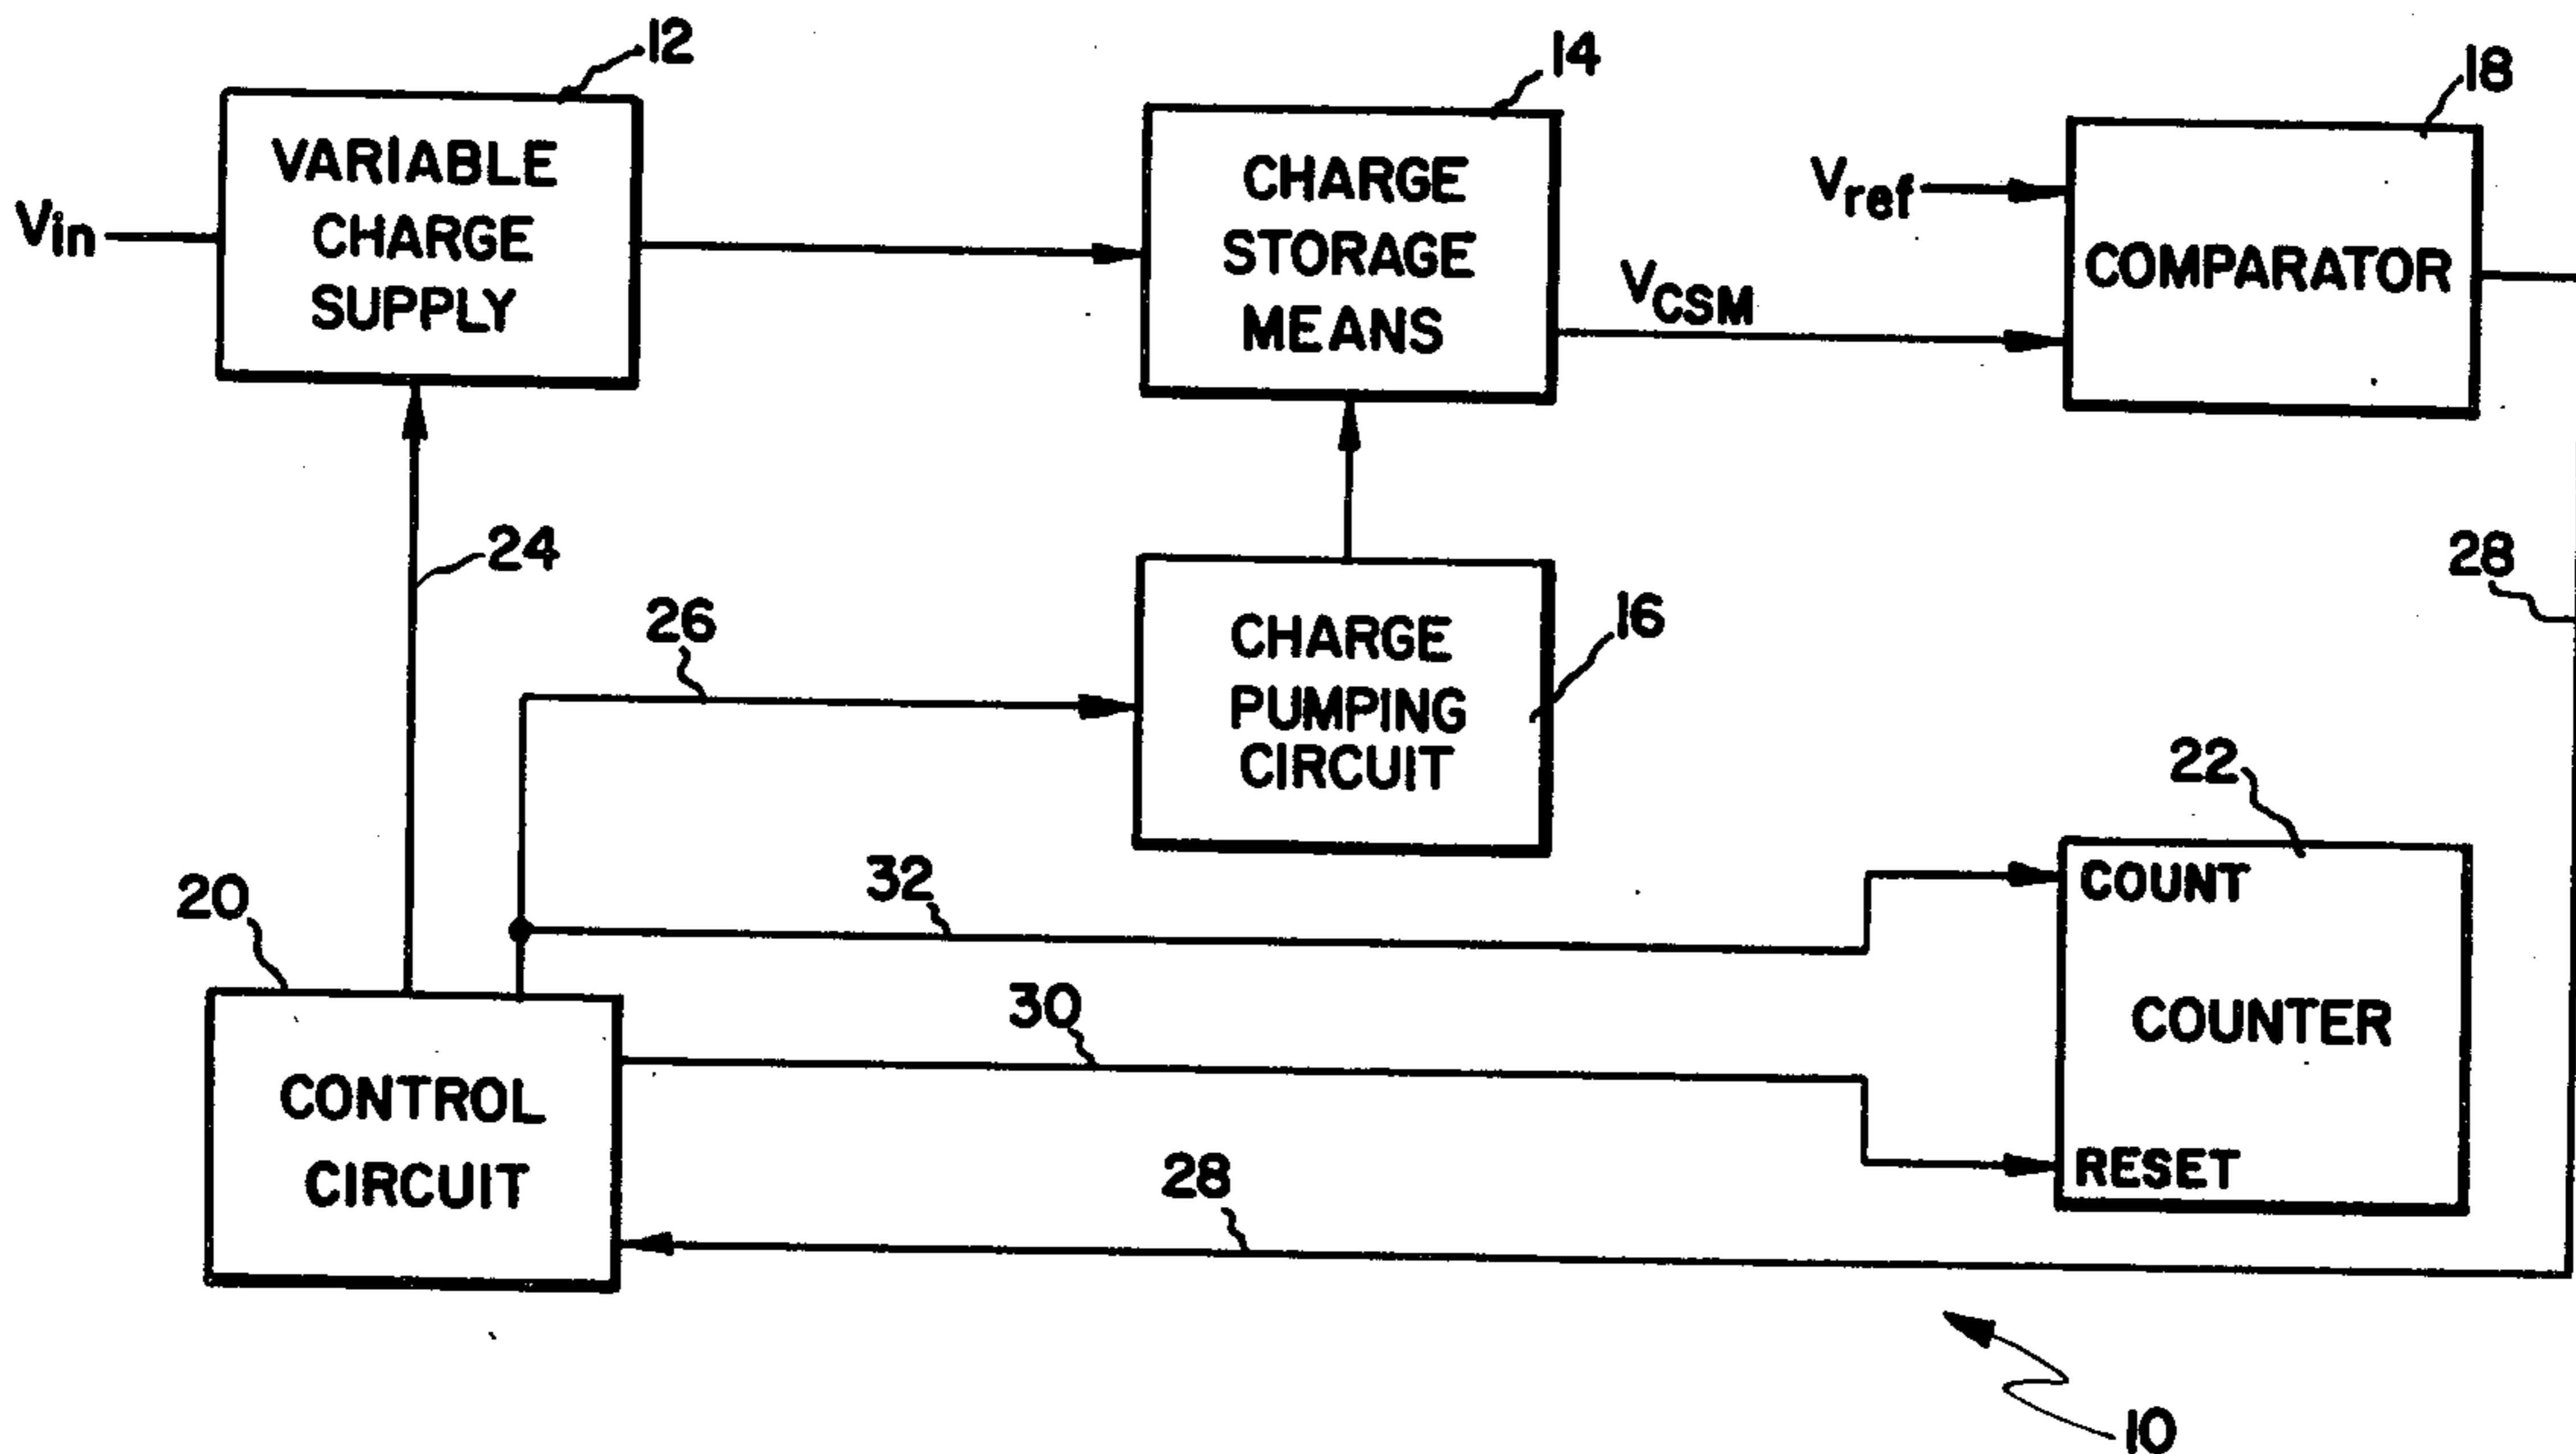 12
14
18
VARIABLE
CHARGE
SUPPLY
Vin
CHARGE
STORAGE
MEANS
Vref
VCSM
COMPARATOR
24
28
26
16
CHARGE
PUMPING
CIRCUIT
22
32
20
COUNT
COUNTER
RESET
30
CONTROL
CIRCUIT
28
10